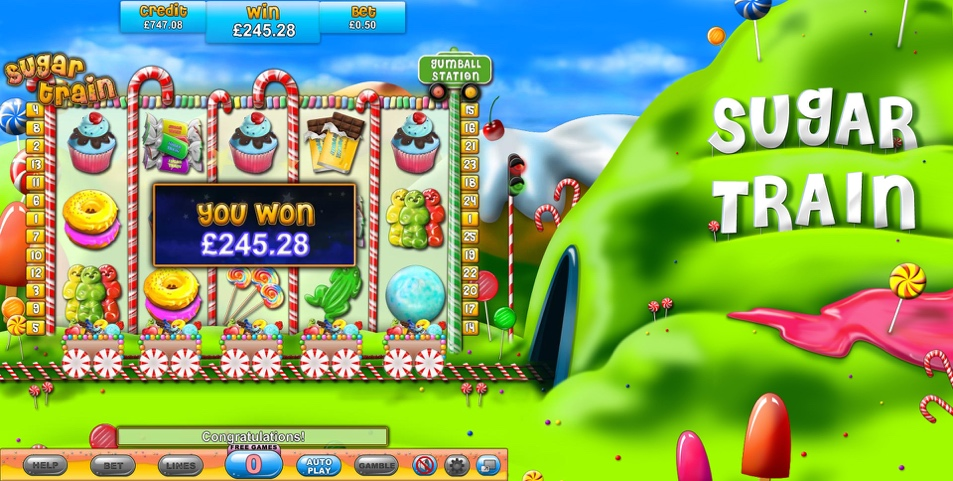 Credit
£747.08
Win
£245.28
Bet
£0.50
Sugar
Train
GUMBALL
STATION
4
8
2
13
11
6
1
7
10
12
3
9
5
15
16
21
23
18
24
1
25
19
22
20
17
14
YOU WON
£245.28
SUGAR
TRAIN
Congratulations!
FREE GAMES
HELP
BET
LINES
0
AUTO
PLAY
GAMBLE